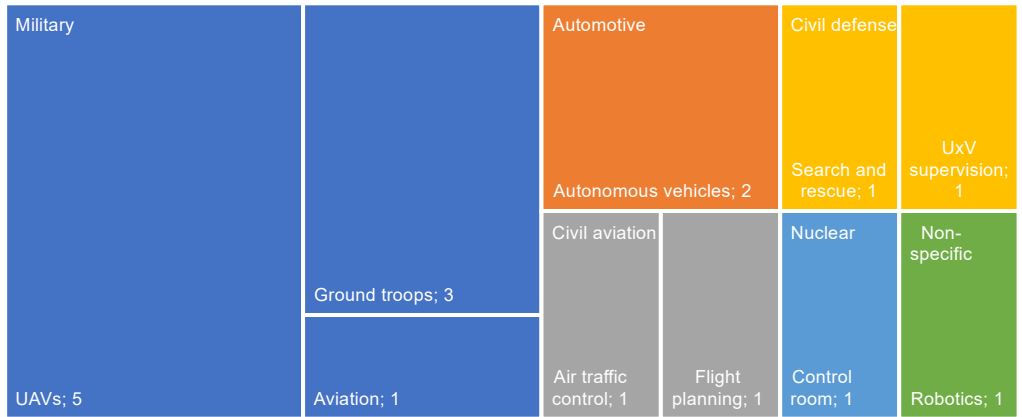 Military
UAVs; 5
Ground troops; 3
Aviation; 1
Automotive
Autonomous vehicles; 2
Civil defense
Search and
rescue; 1
UxV
supervision;
1
Civil aviation
Air traffic
control; 1
Flight
planning; 1
Nuclear
Control
room; 1
Non-
specific
Robotics; 1